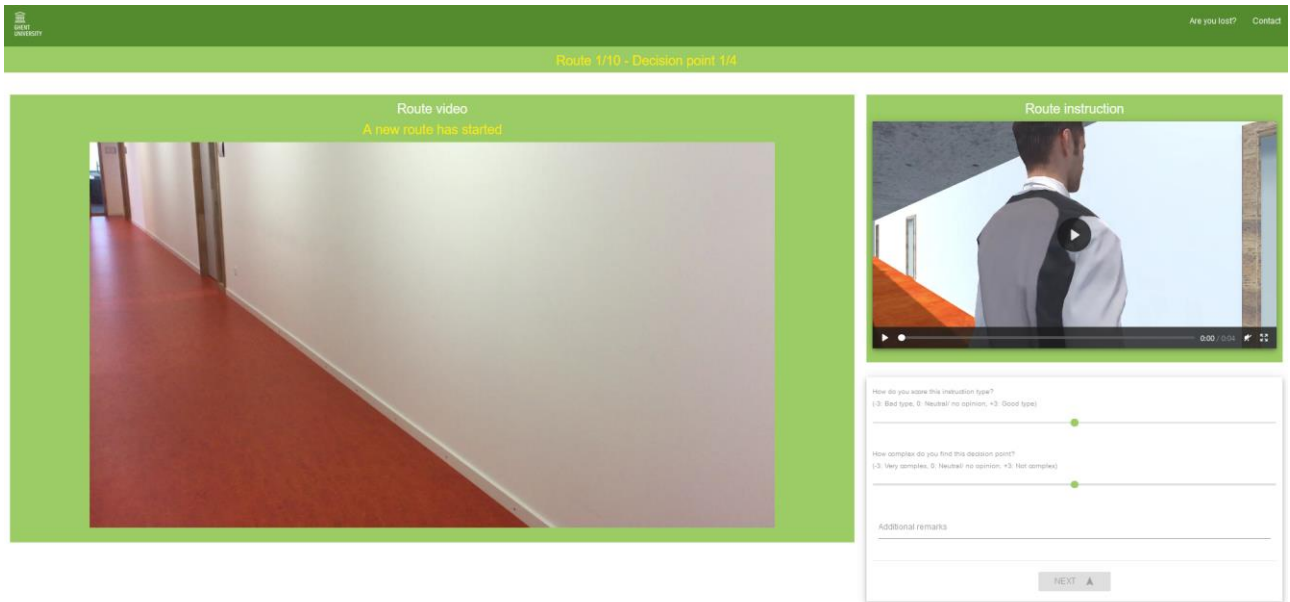 GHENT
UNIVERSITY
Are you lost? Contact
Route 1/10 - Decision point 1/4
Route video
A new route has started
Route instruction
0:00 / 0:04
How do you score this instruction type?
(-3: Bad type, 0: Neutral/ no opinion, +3: Good type)
How complex do you find this decision point?
(-3: Very complex, 0: Neutral/ no opinion, +3: Not complex)
Additional remarks
NEXT